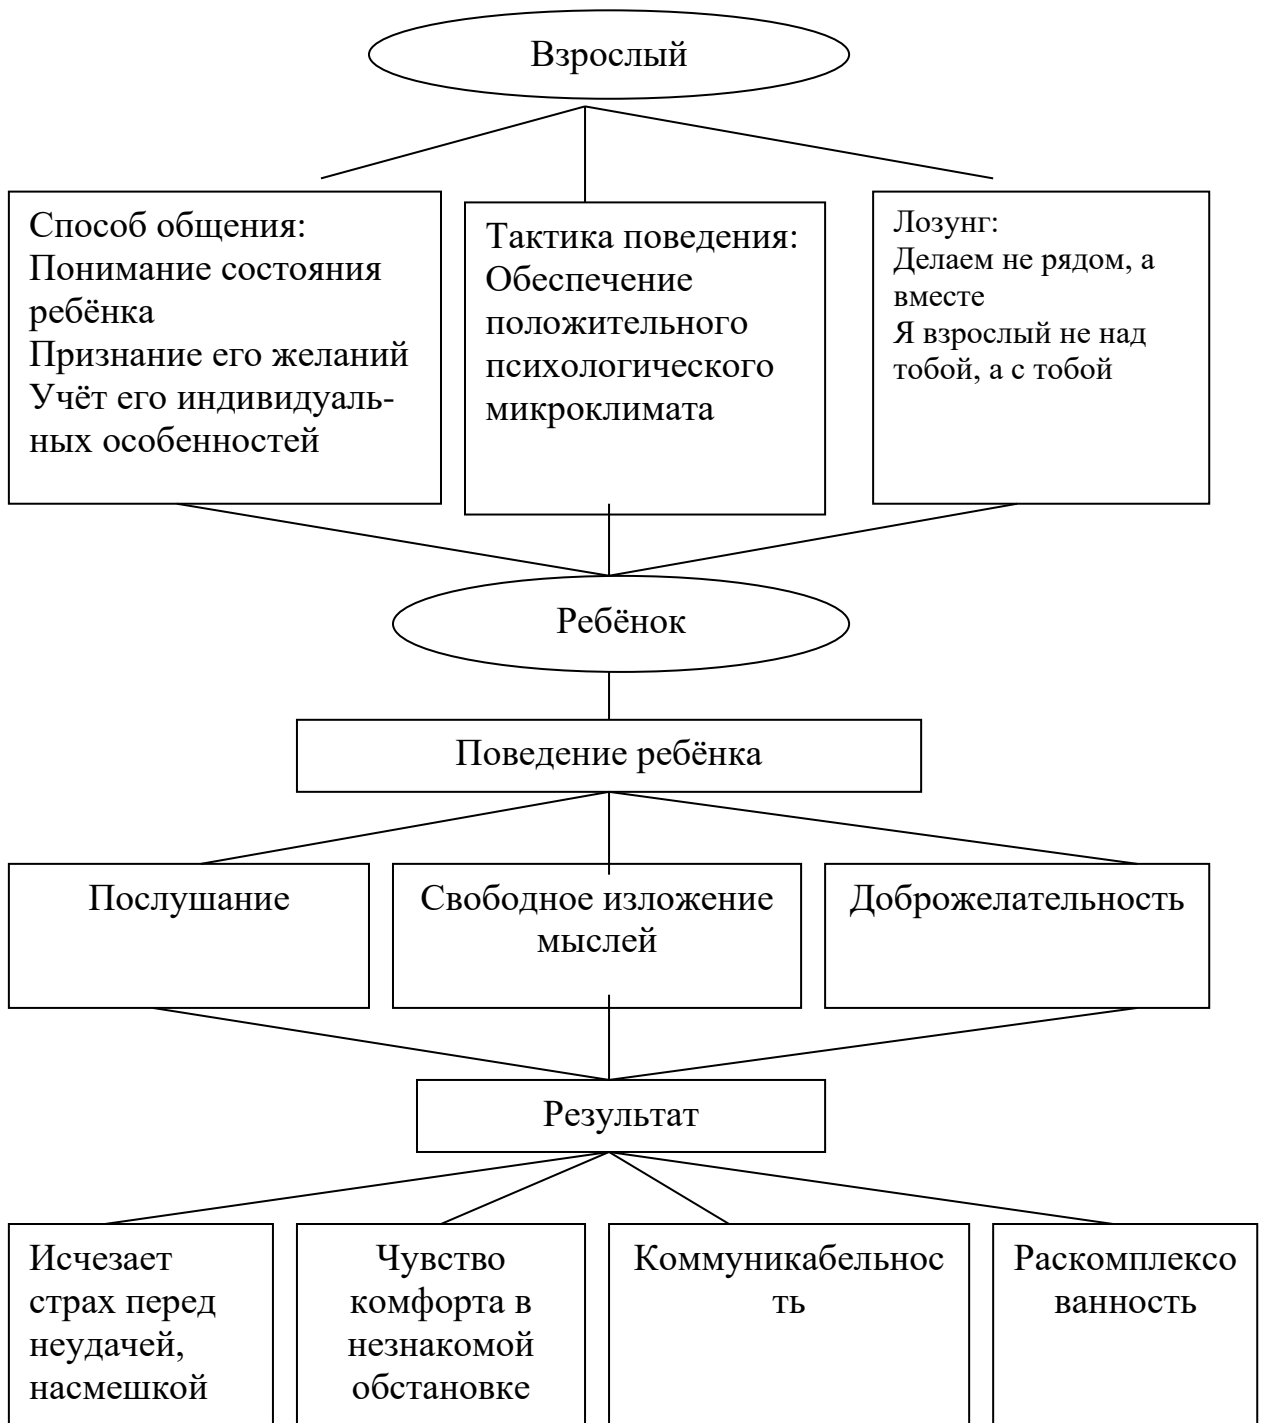 Взрослый
Способ общения:
Понимание состояния
ребёнка
Признание его желаний
Учёт его индивидуаль-
ных особенностей
Тактика поведения:
Обеспечение
положительного
психологического
микроклимата
Лозунг:
Делаем не рядом, а
вместе
Я взрослый не над
тобой, а с тобой
Ребёнок
Поведение ребёнка
Послушание
Свободное изложение
мыслей
Доброжелательность
Результат
Исчезает
страх перед
неудачей,
насмешкой
Чувство
комфорта в
незнакомой
обстановке
Коммуникабельнос
ть
Раскомплексо
ванность